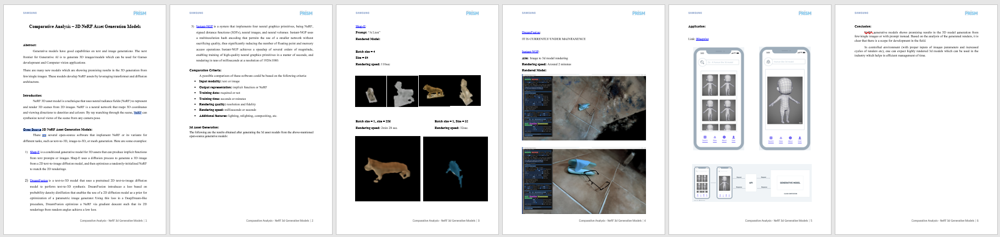 SAMSUNG PRISM
Comparative Analysis – 3D NeRF Asset Generation Models
Abstract:
Generative models have good capabilities on text and image generations. The next
frontier for Generative AI is to generate 3D images/models which can be used for Games
development and Computer vision applications.
There are many new models which are showing promising results in the 3D generation from
few/single images. These models develop NeRF assets by leveraging transformer and diffusion
architecture.
Introduction:
NeRF 3D asset model is a technique that uses neural radiance fields (NeRF) to represent
and render 3D scenes from 2D images. NeRF is a neural network that maps 3D coordinates
and viewing directions to densities and colours. By ray marching through the scene, NeRF can
synthesize novel views of the scene from any camera pose.
Open-Source 3D NeRF Asset Generation Models:
There are several open-source software that implement NeRF or its variants for
different tasks, such as text-to-3D, image-to-3D, or mesh generation. Here are some examples:
1) Shap-E is a conditional generative model for 3D assets that can produce implicit functions
from text prompts or images. Shap-E uses a diffusion process to generate a 3D image
from a 2D text-to-image diffusion model, and then optimizes a randomly-initialized NeRF
to match the 2D renderings.
2) DreamFusion is a text-to-3D model that uses a pretrained 2D text-to-image diffusion
model to perform text-to-3D synthesis. DreamFusion introduces a loss based on
probability density distillation that enables the use of a 2D diffusion model as a prior for
optimization of a parametric image generator. Using this loss in a DeepDream-like
procedure, DreamFusion optimizes a NeRF via gradient descent such that its 2D
renderings from random angles achieve a low loss.
Comparative Analysis - NeRF 3d Generative Models | 1
SAMSUNG PRISM
3) Instant-NGP is a system that implements four neural graphics primitives, being NeRF,
signed distance functions (SDFs), neural images, and neural volumes. Instant-NGP uses
a multiresolution hash encoding that permits the use of a smaller network without
sacrificing quality, thus significantly reducing the number of floating point and memory
access operations. Instant-NGP achieves a speedup of several orders of magnitude,
enabling training of high-quality neural graphics primitives in a matter of seconds, and
rendering in tens of milliseconds at a resolution of 1920x1080.
Comparation Criteria:
A possible comparison of these software could be based on the following criteria:
• Input modality: text or image
• Output representation: implicit function or NeRF
• Training data: required or not
• Training time: seconds or minutes
• Rendering quality: resolution and fidelity
• Rendering speed: milliseconds or seconds
• Additional features: lighting, relighting, compositing, etc.
3d Asset Generation:
The following are the results obtained after generating the 3d asset models from the above-mentioned
open-source generative models:
Comparative Analysis - NeRF 3d Generative Models | 2
SAMSUNG PRISM
Shap-E:
Prompt: "A Lion"
Rendered Model:
Batch size = 4
Size = 64
Rendering speed: 110sec
Batch size = 1, size = 256 Batch size = 1, Size = 32
Rendering speed: 2min 28 sec. Rendering speed: 32sec.
Comparative Analysis - NeRF 3d Generative Models | 3
SAMSUNG PRISM
DreamFusion:
IT IS CURRENTLY UNDER MAINTANENCE
Instant-NGP:
Aim: Image to 3d model rendering
Rendering speed: Around 2 minutes
Rendered Model:
Comparative Analysis - NeRF 3d Generative Models | 4
SAMSUNG PRISM
Application:
Link: Blueprint
API
GENERATIVE MODEL
Comparative Analysis - NeRF 3d Generative Models | 5
SAMSUNG PRISM
Conclusion:
NeRF generative models shows promising results in the 3D model generation from
few/single images or with prompt instead. Based on the analysis of the generated renders, it is
clear that there is a scope for development in the field.
In controlled environment (with proper inputs of images parameters and increased
cycles of renders etc), one can expect highly rendered 3d models which can be used in the
industry which helps in efficient management of time.
Comparative Analysis - NeRF 3d Generative Models | 6